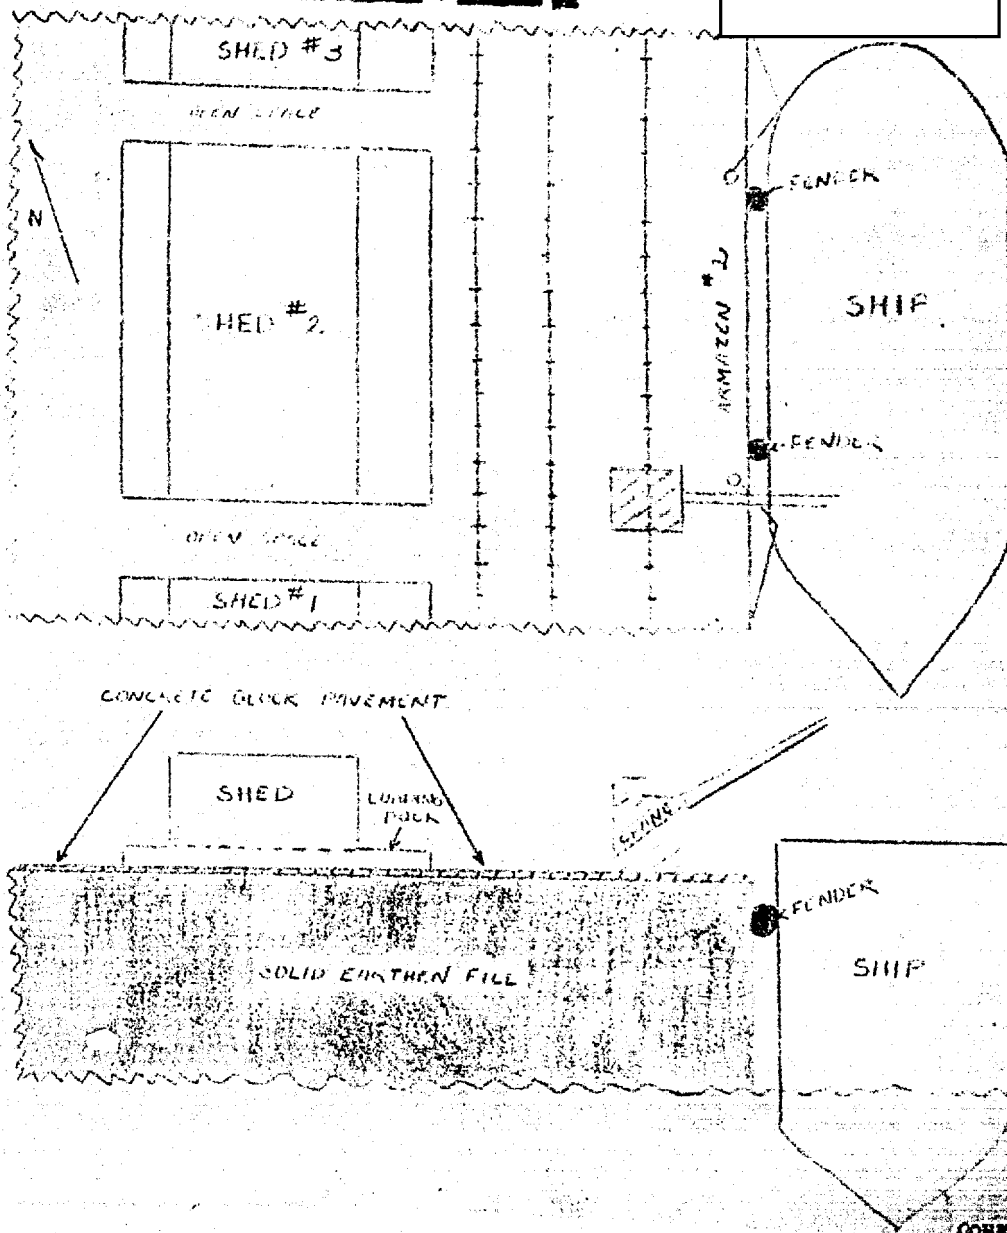 SHED #3
OPEN SPACE
N
FENDER
ARMAZEN #2
SHIP
SHED #2
FENDER
OPEN SPACE
SHED #1
CONCRETE BLOCK PAVEMENT
SHED
LOADING
DOCK
CRANE
FENDER
SOLID EARTHEN FILL
SHIP